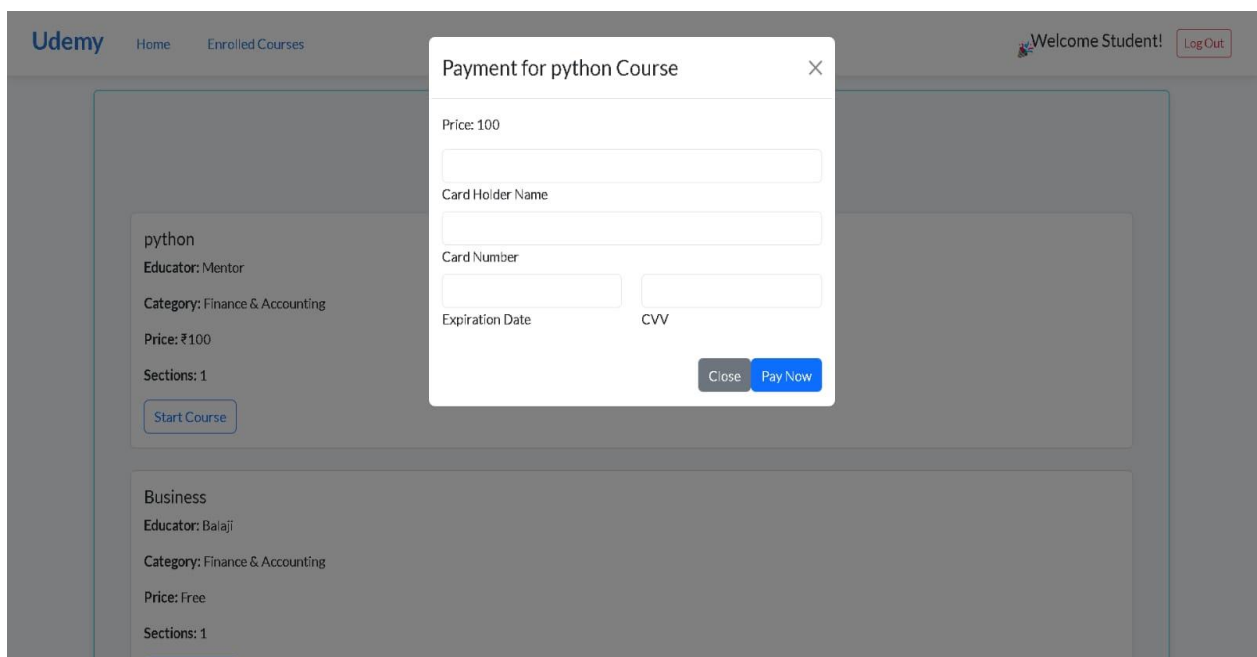 Udemy Home Enrolled Courses 🎉Welcome Student! Log Out
Payment for python Course
Price: 100
Card Holder Name
Card Number
Expiration Date CVV
Close Pay Now
python
Educator: Mentor
Category: Finance & Accounting
Price: ₹100
Sections: 1
Start Course
Business
Educator: Balaji
Category: Finance & Accounting
Price: Free
Sections: 1